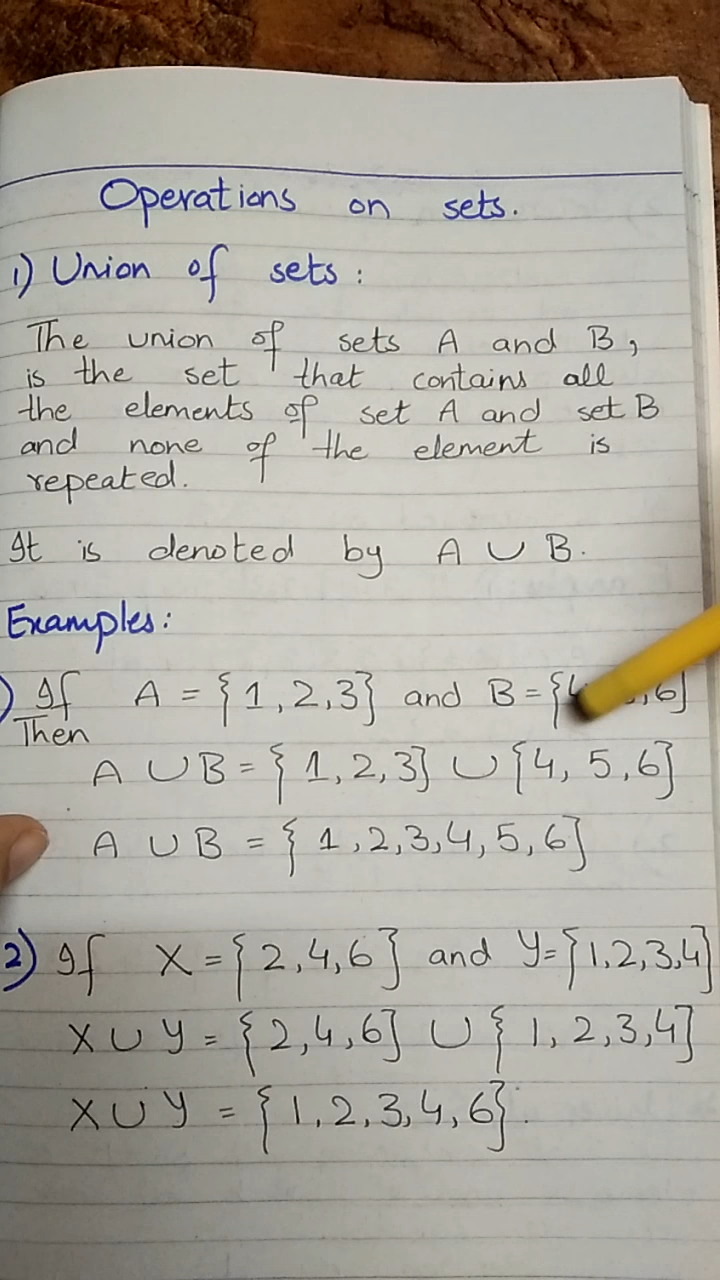 Operations on sets.
1) Union of sets :
The union of sets A and B,
is the set that contains all
the elements of set A and set B
and none of the element is
repeated.
It is denoted by A ∪ B.
Examples:
) If A = {1,2,3} and B = {4 ,6}
Then
A ∪ B = {1,2,3} ∪ {4, 5,6}
A ∪ B = {1,2,3,4,5,6}
2) If X = {2,4,6} and Y = {1,2,3,4}
X ∪ Y = {2,4,6} ∪ {1,2,3,4}
X ∪ Y = {1,2,3,4,6}.